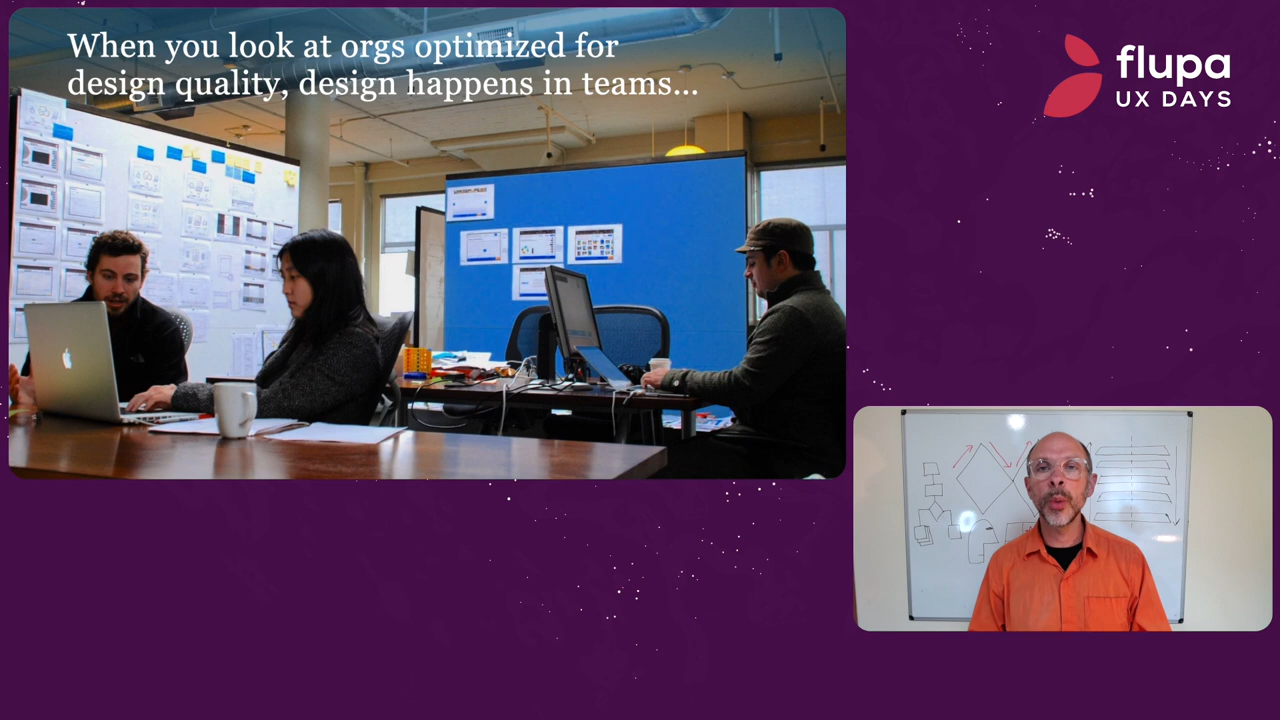 When you look at orgs optimized for
design quality, design happens in teams...
flupa
UX DAYS